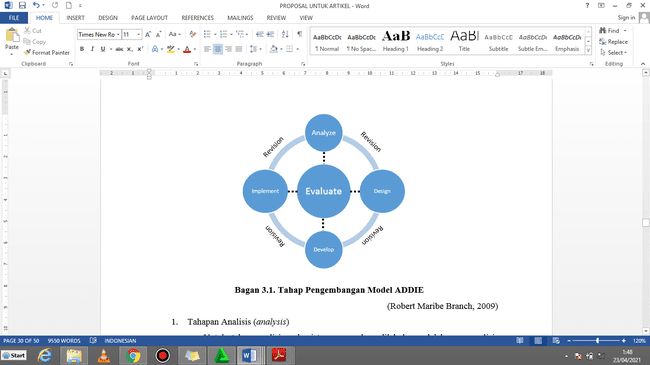 PROPOSAL UNTUK ARTIKEL - Word
FILE HOME INSERT DESIGN PAGE LAYOUT REFERENCES MAILINGS REVIEW VIEW Sign in
Cut
Copy
Format Painter
Paste
Clipboard
Times New Ro 11
Font
Paragraph
AaBbCcDc AaBbCcDc AaB AaBbCcC AaBl AaBbCcC AaBbCcDc AaBbCcDc
¶ Normal ¶ No Spac... Heading 1 Heading 2 Title Subtitle Subtle Em... Emphasis
Styles
Find
Replace
Select
Editing
Analyze
Revision
Revision
Implement
Evaluate
Design
Revision
Revision
Develop
Bagan 3.1. Tahap Pengembangan Model ADDIE
(Robert Maribe Branch, 2009)
1. Tahapan Analisis (analysis)
PAGE 30 OF 50 9550 WORDS INDONESIAN 120%
Start
1:48
23/04/2021